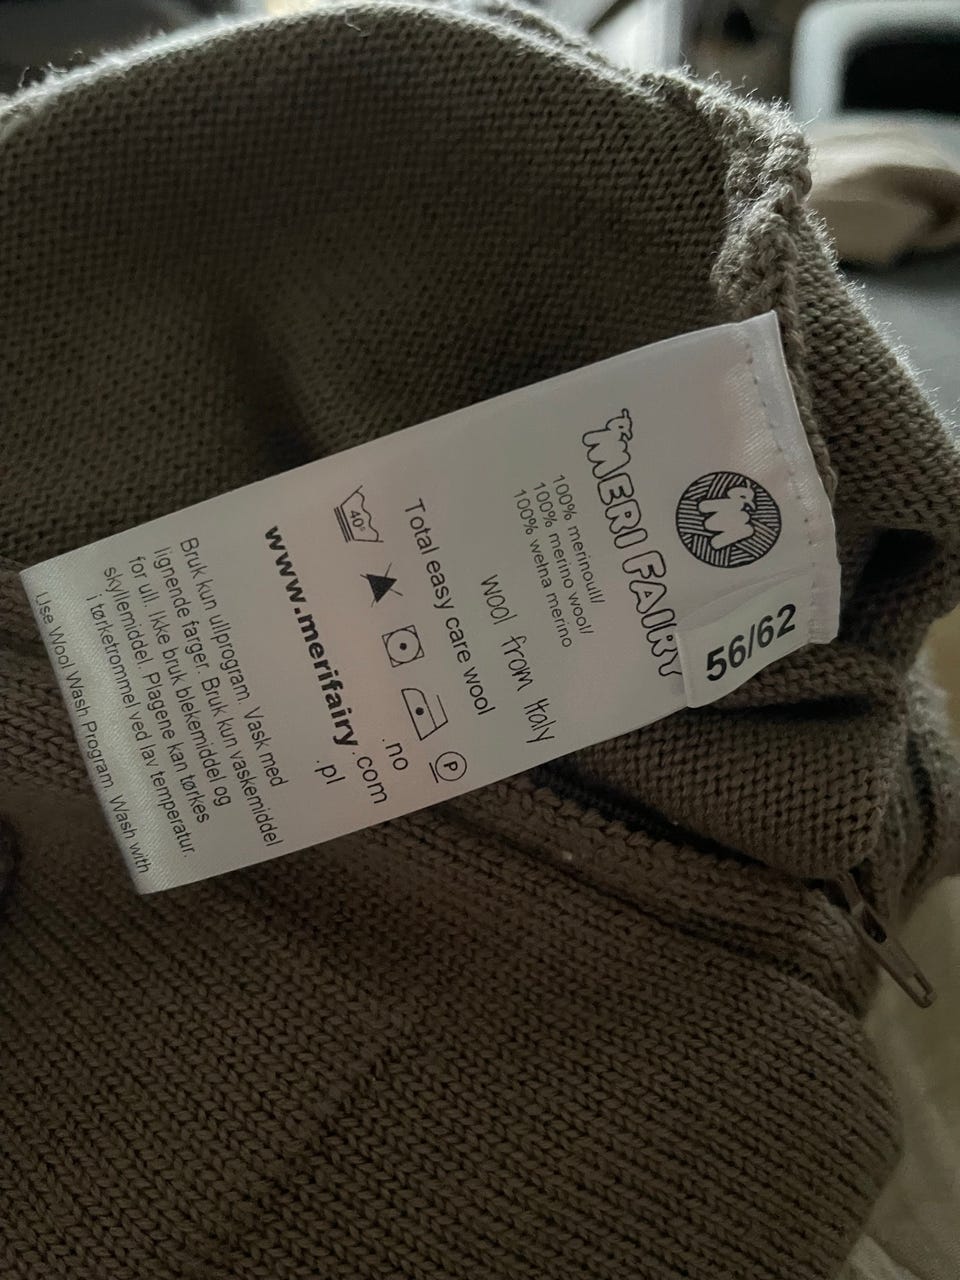 M
56/62
MERI FAIRY
100% merinoull/
100% merino wool/
100% wełna merino
wool from Italy
Total easy care wool
40°
P
www.merifairy.com
.no
.pl
Bruk kun ullprogram. Vask med
lignende farger. Bruk kun vaskemiddel
for ull. Ikke bruk blekemiddel og
skyllemiddel. Plagene kan tørkes
i tørketrommel ved lav temperatur.
Use Wool Wash Program. Wash with